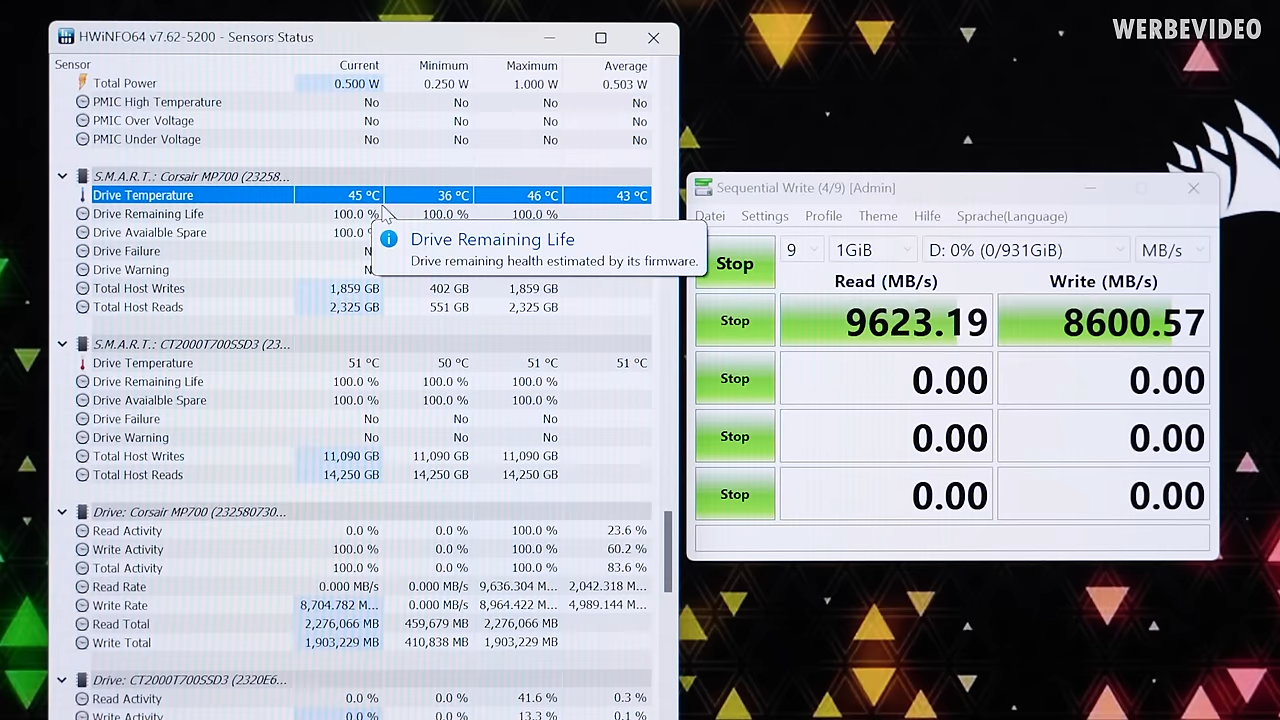 WERBEVIDEO
HWiNFO64 v7.62-5200 - Sensors Status
Sensor Current Minimum Maximum Average
Total Power 0.500 W 0.250 W 1.000 W 0.503 W
PMIC High Temperature No No No No
PMIC Over Voltage No No No No
PMIC Under Voltage No No No No
S.M.A.R.T.: Corsair MP700 (23258...
Drive Temperature 45 °C 36 °C 46 °C 43 °C
Drive Remaining Life 100.0 % 100.0 % 100.0 %
Drive Avaialble Spare 100.0
Drive Failure
Drive Warning
Drive Remaining Life
Drive remaining health estimated by its firmware.
Total Host Writes 1,859 GB 402 GB 1,859 GB
Total Host Reads 2,325 GB 551 GB 2,325 GB
S.M.A.R.T.: CT2000T700SSD3 (23...
Drive Temperature 51 °C 50 °C 51 °C 51 °C
Drive Remaining Life 100.0 % 100.0 % 100.0 %
Drive Avaialble Spare 100.0 % 100.0 % 100.0 %
Drive Failure No No No
Drive Warning No No No
Total Host Writes 11,090 GB 11,090 GB 11,090 GB
Total Host Reads 14,250 GB 14,250 GB 14,250 GB
Drive: Corsair MP700 (232580730...
Read Activity 0.0 % 0.0 % 100.0 % 23.6 %
Write Activity 100.0 % 0.0 % 100.0 % 60.2 %
Total Activity 100.0 % 0.0 % 100.0 % 83.6 %
Read Rate 0.000 MB/s 0.000 MB/s 9,636.304 M... 2,042.318 M...
Write Rate 8,704.782 M... 0.000 MB/s 8,964.422 M... 4,989.144 M...
Read Total 2,276,066 MB 459,679 MB 2,276,066 MB
Write Total 1,903,229 MB 410,838 MB 1,903,229 MB
Drive: CT2000T700SSD3 (2320E6...
Read Activity 0.0 % 0.0 % 41.6 % 0.3 %
Write Activity 0.0 % 0.0 % 13.3 % 0.1 %
Sequential Write (4/9) [Admin]
Datei Settings Profile Theme Hilfe Sprache(Language)
Stop 9 1GiB D: 0% (0/931GiB) MB/s
Read (MB/s) Write (MB/s)
Stop 9623.19 8600.57
Stop 0.00 0.00
Stop 0.00 0.00
Stop 0.00 0.00